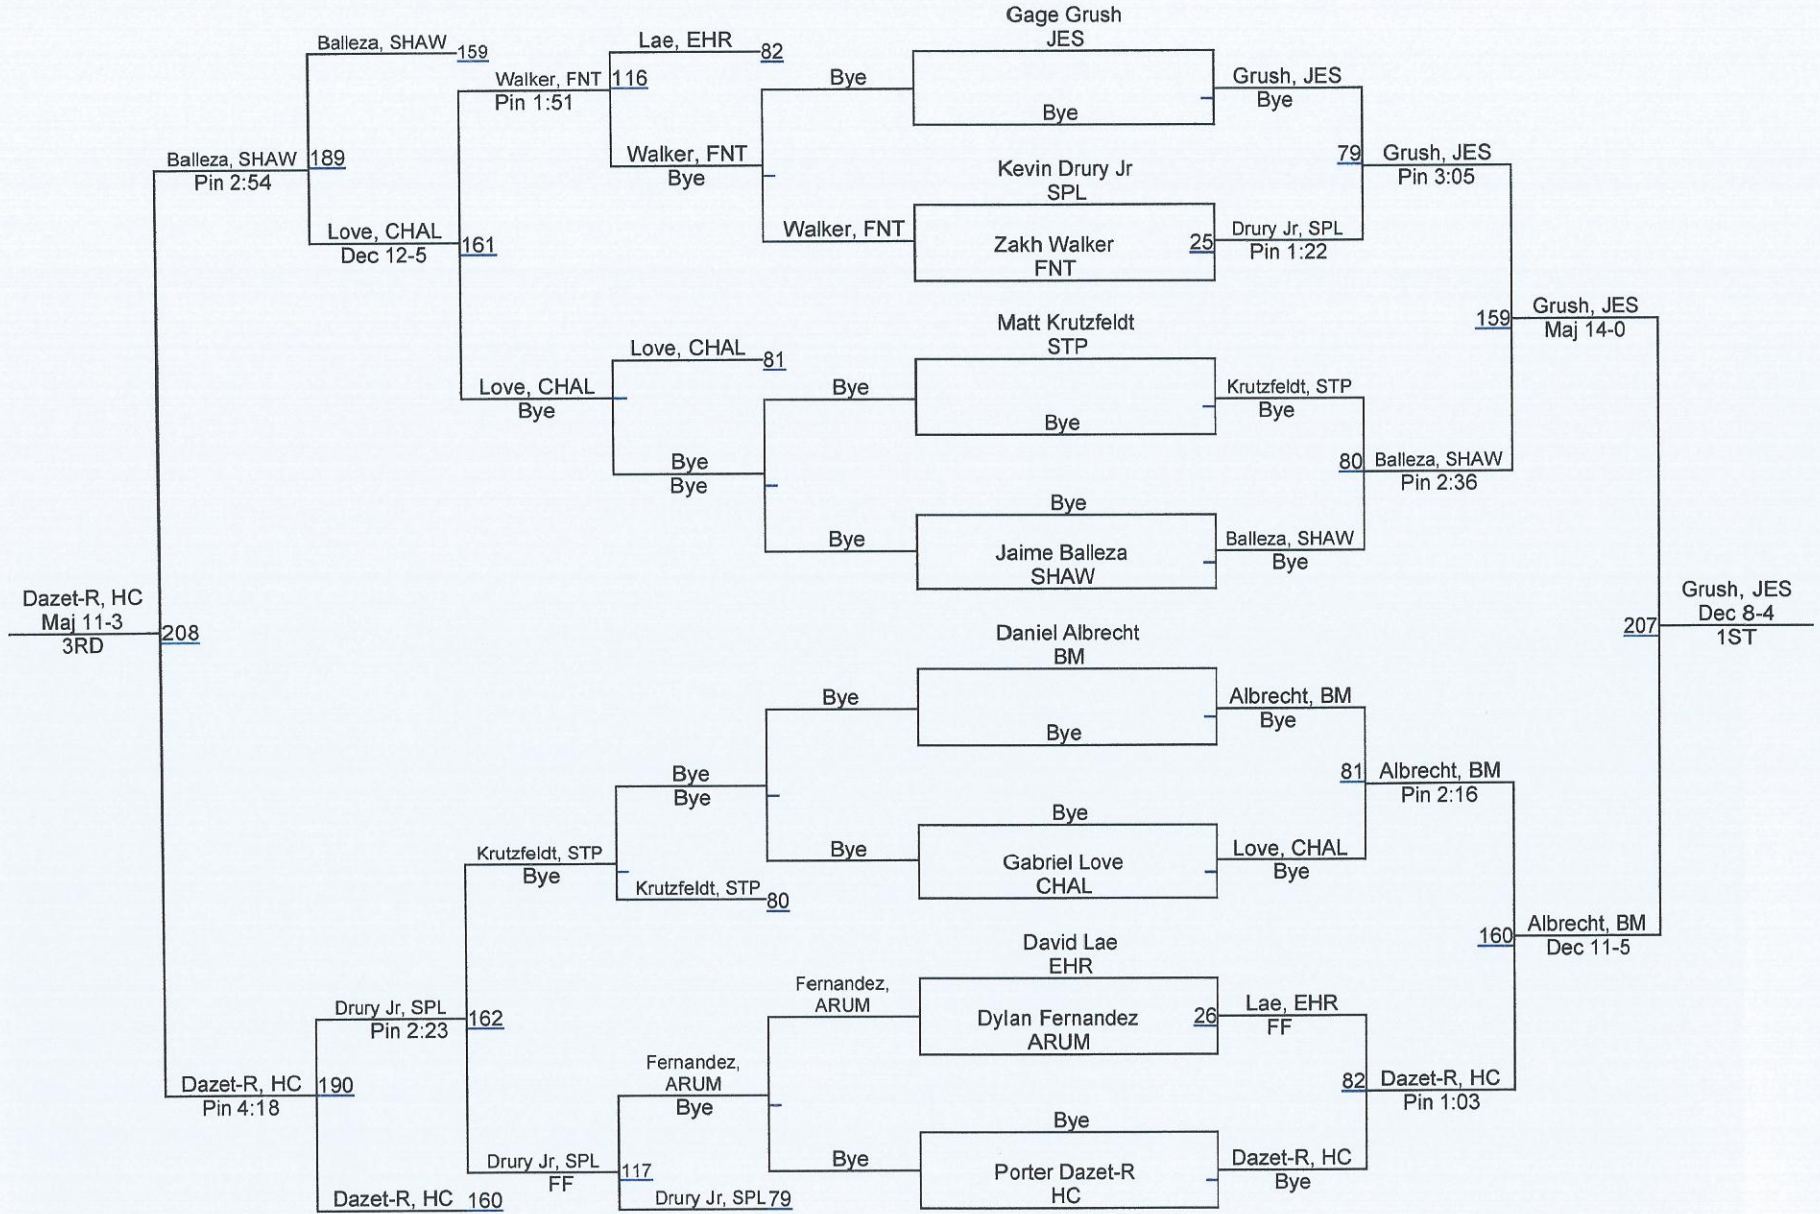 Gage Grush
JES
Balleza, SHAW 159
Lae, EHR 82
Walker, FNT 116
Pin 1:51
Bye
Bye
Grush, JES
Bye
Balleza, SHAW 189
Pin 2:54
Walker, FNT
Bye
Kevin Drury Jr
SPL
79 Grush, JES
Pin 3:05
Love, CHAL 161
Dec 12-5
Walker, FNT
Zakh Walker 25
FNT
Drury Jr, SPL
Pin 1:22
Matt Krutzfeldt
STP
159 Grush, JES
Maj 14-0
Love, CHAL 81
Love, CHAL
Bye
Bye
Bye
Krutzfeldt, STP
Bye
Bye
Bye
80 Balleza, SHAW
Pin 2:36
Bye
Bye
Jaime Balleza
SHAW
Balleza, SHAW
Bye
Dazet-R, HC
Maj 11-3
3RD
208
Daniel Albrecht
BM
207
Grush, JES
Dec 8-4
1ST
Bye
Bye
Albrecht, BM
Bye
Bye
Bye
81 Albrecht, BM
Pin 2:16
Krutzfeldt, STP
Bye
Bye
Bye
Gabriel Love
CHAL
Love, CHAL
Bye
Krutzfeldt, STP 80
David Lae
EHR
160 Albrecht, BM
Dec 11-5
Drury Jr, SPL 162
Pin 2:23
Fernandez,
ARUM
Dylan Fernandez 26
ARUM
Lae, EHR
FF
Dazet-R, HC 190
Pin 4:18
Fernandez,
ARUM
Bye
82 Dazet-R, HC
Pin 1:03
Bye
Drury Jr, SPL 117
FF
Bye
Porter Dazet-R
HC
Dazet-R, HC
Bye
Dazet-R, HC 160
Drury Jr, SPL 79